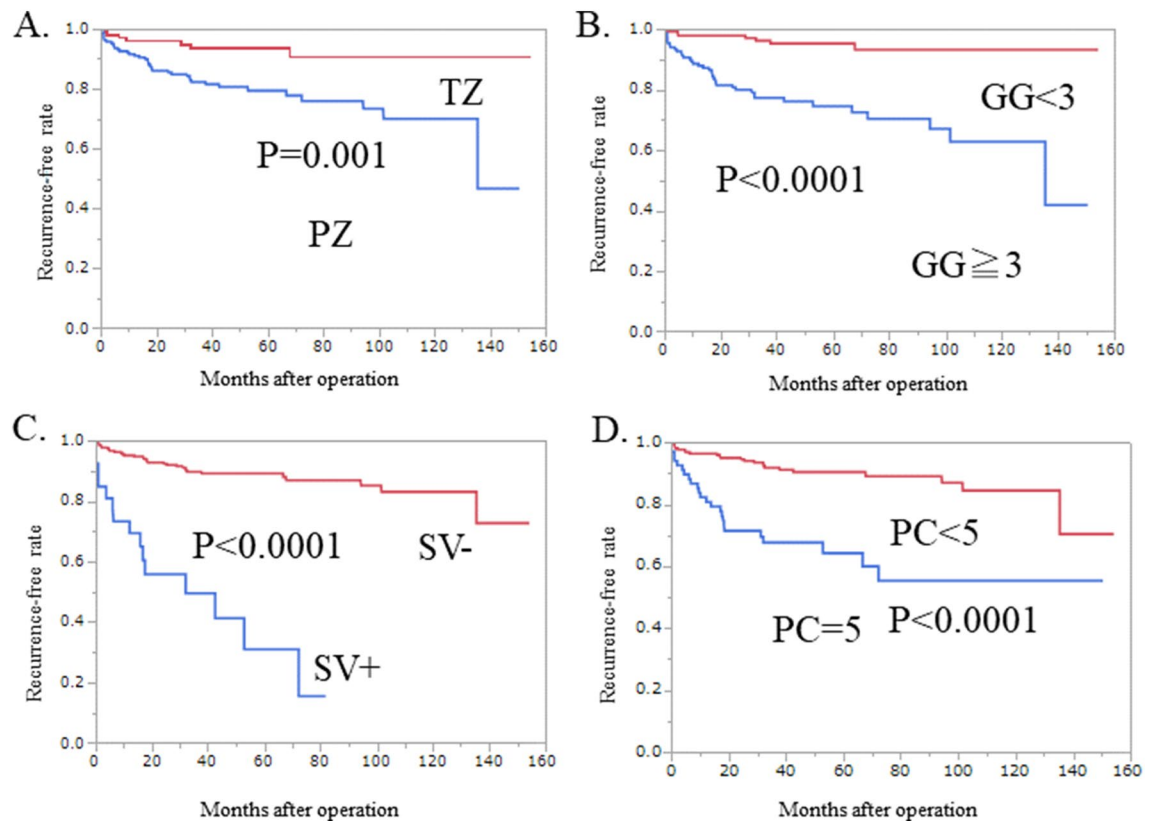 A.
Recurrence-free rate
1.0
0.8
0.6
0.4
0.2
0.0
TZ
P=0.001
PZ
0 20 40 60 80 100 120 140 160
Months after operation
B.
Recurrence-free rate
1.0
0.8
0.6
0.4
0.2
0.0
GG<3
P<0.0001
GG≧3
0 20 40 60 80 100 120 140 160
Months after operation
C.
Recurrence-free rate
1.0
0.8
0.6
0.4
0.2
0.0
P<0.0001
SV-
SV+
0 20 40 60 80 100 120 140 160
Months after operation
D.
Recurrence-free rate
1.0
0.8
0.6
0.4
0.2
0.0
PC<5
PC=5
P<0.0001
0 20 40 60 80 100 120 140 160
Months after operation